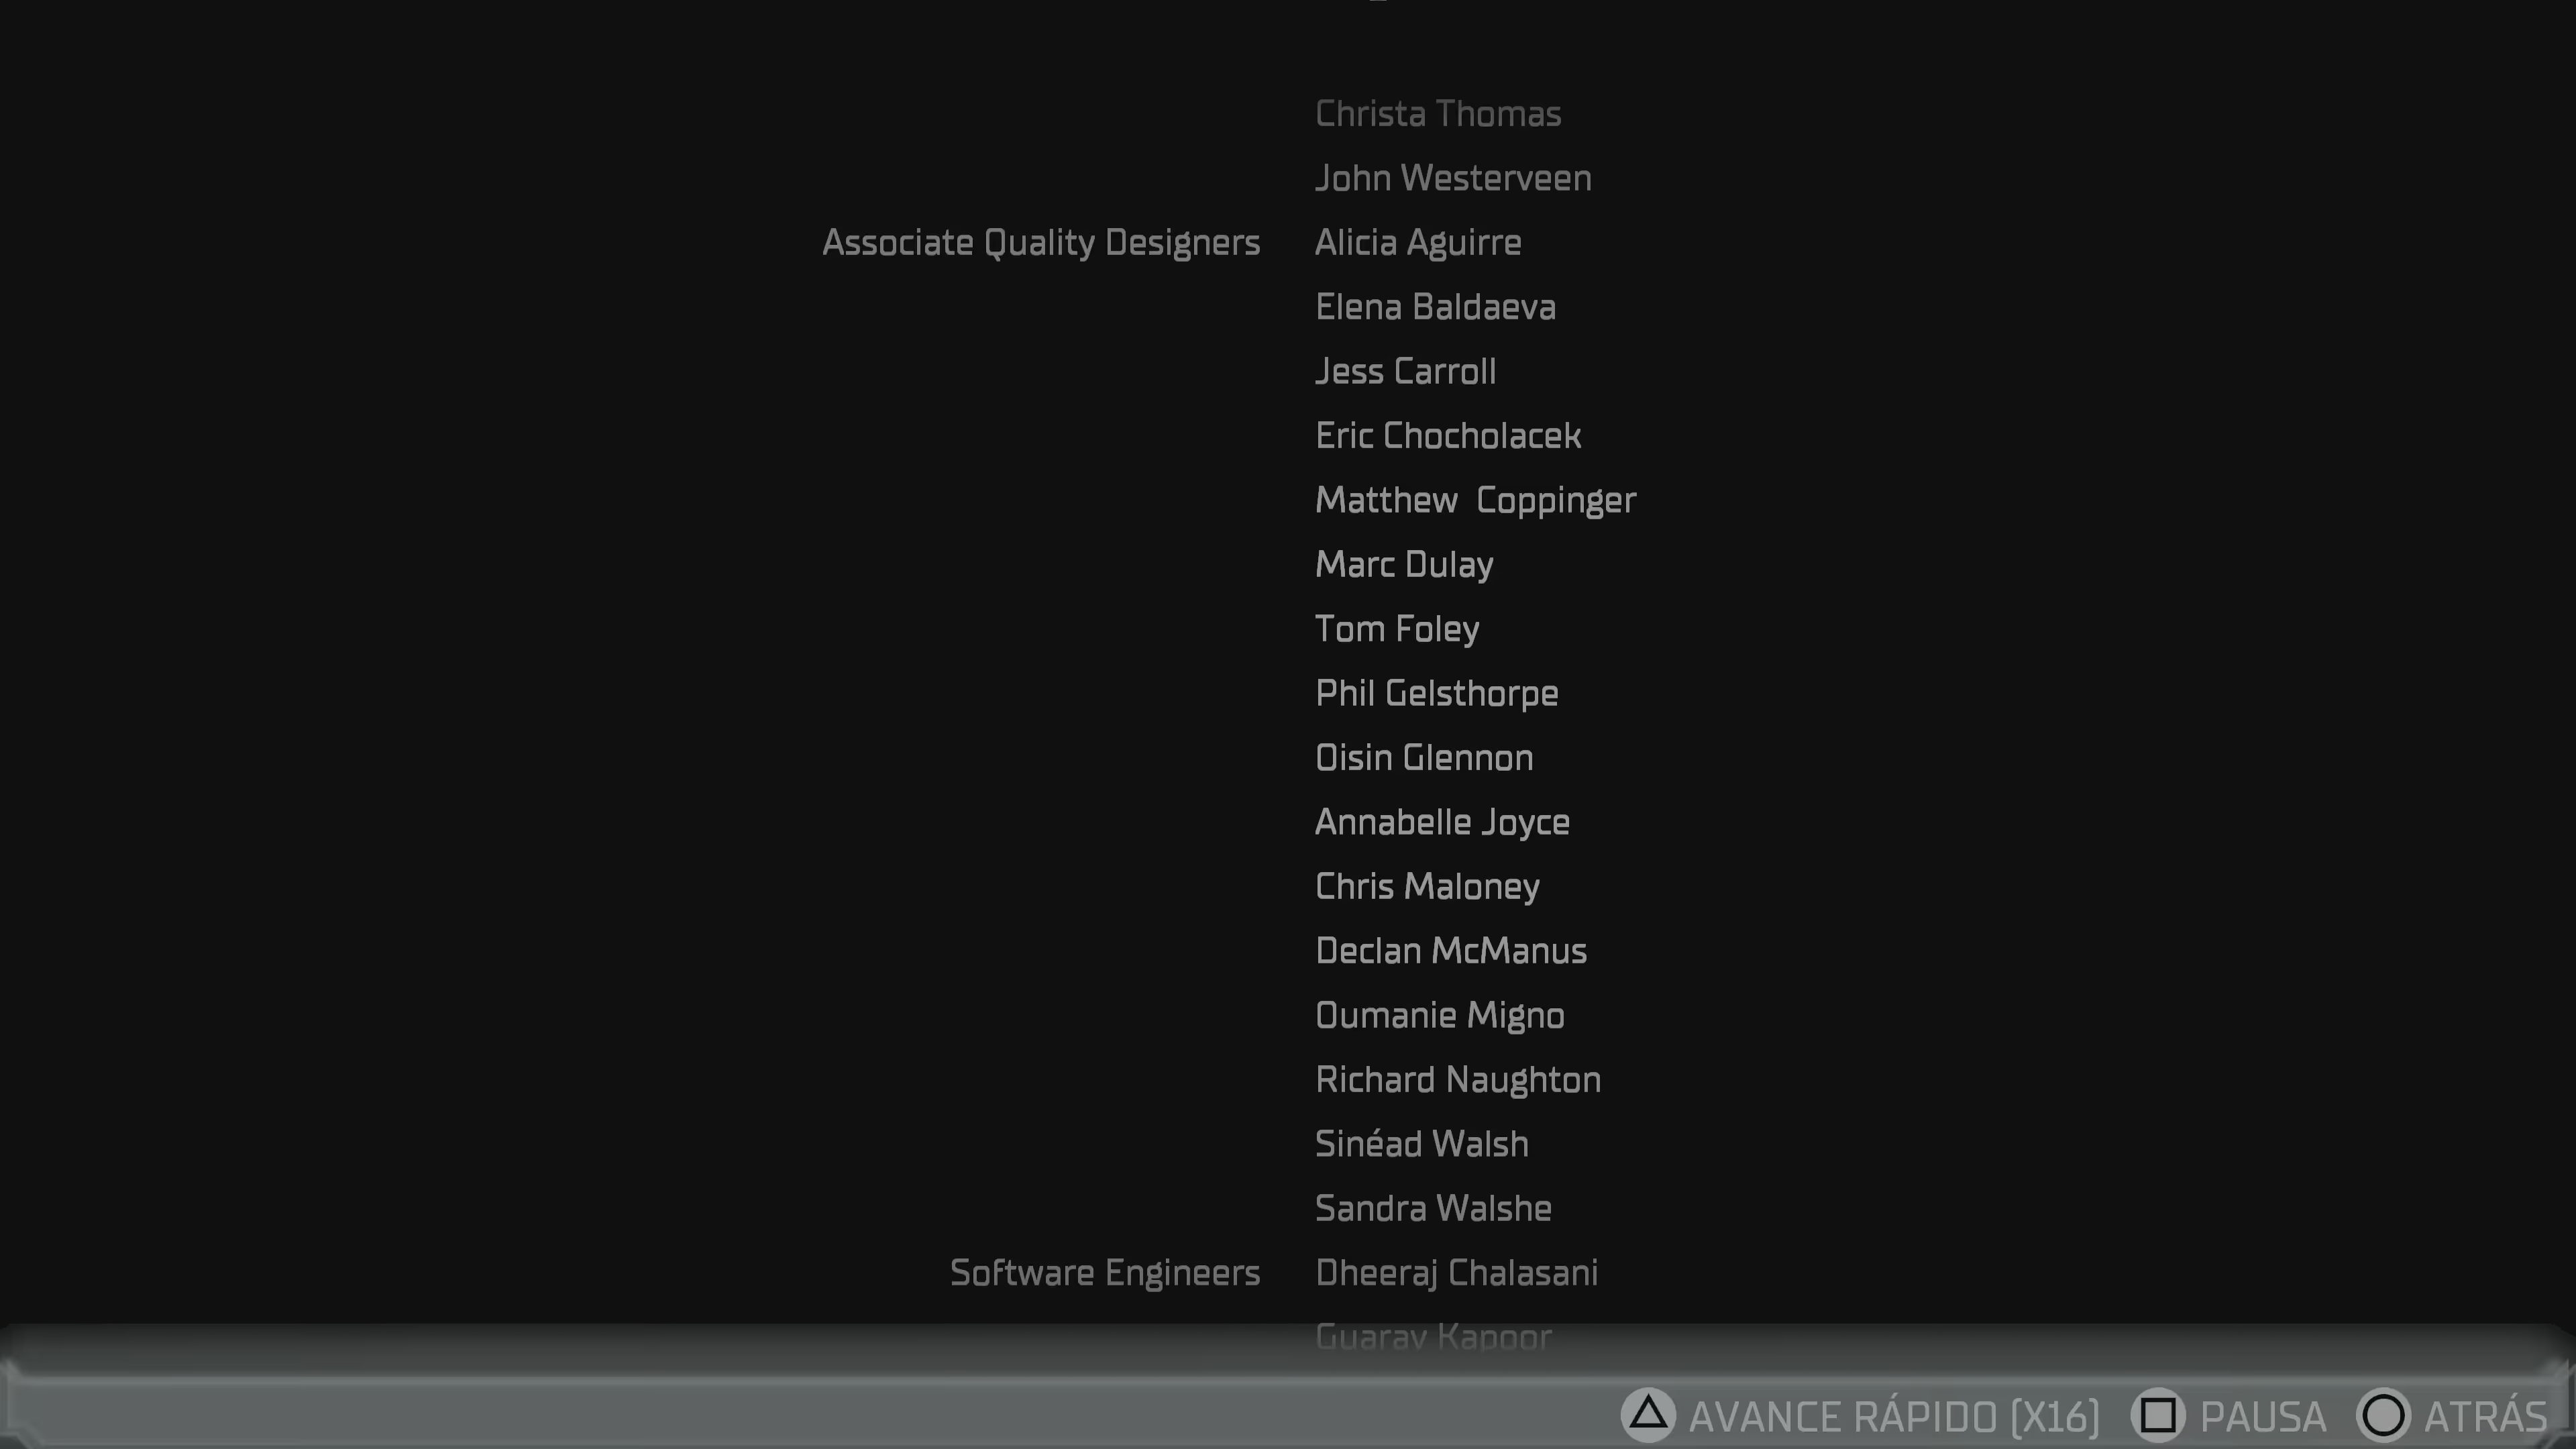 Christa Thomas
John Westerveen
Associate Quality Designers Alicia Aguirre
Elena Baldaeva
Jess Carroll
Eric Chocholacek
Matthew  Coppinger
Marc Dulay
Tom Foley
Phil Gelsthorpe
Oisin Glennon
Annabelle Joyce
Chris Maloney
Declan McManus
Oumanie Migno
Richard Naughton
Sinéad Walsh
Sandra Walshe
Software Engineers Dheeraj Chalasani
Guarav Kapoor
AVANCE RÁPIDO (X16) PAUSA ATRÁS